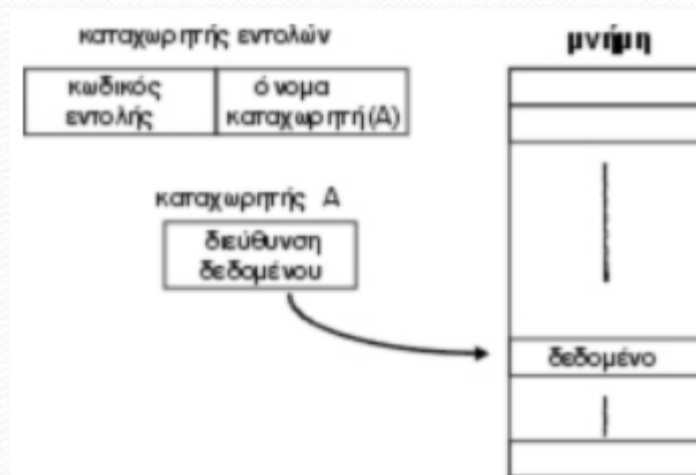 καταχωρητής εντολών
μνήμη
κωδικός
εντολής
όνομα
καταχωρητή (Α)
καταχωρητής Α
διεύθυνση
δεδομένου
δεδομένο